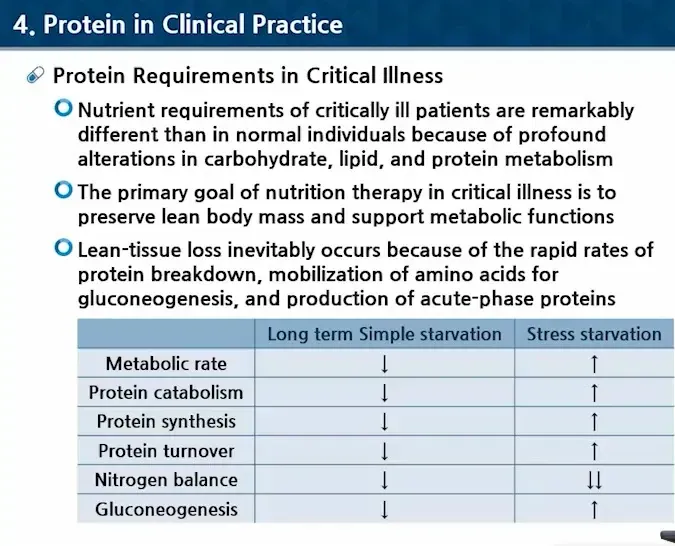 4. Protein in Clinical Practice
Protein Requirements in Critical Illness
Nutrient requirements of critically ill patients are remarkably
different than in normal individuals because of profound
alterations in carbohydrate, lipid, and protein metabolism
The primary goal of nutrition therapy in critical illness is to
preserve lean body mass and support metabolic functions
Lean-tissue loss inevitably occurs because of the rapid rates of
protein breakdown, mobilization of amino acids for
gluconeogenesis, and production of acute-phase proteins
Long term Simple starvation Stress starvation
Metabolic rate ↓ ↑
Protein catabolism ↓ ↑
Protein synthesis ↓ ↑
Protein turnover ↓ ↑
Nitrogen balance ↓ ↓↓
Gluconeogenesis ↓ ↑